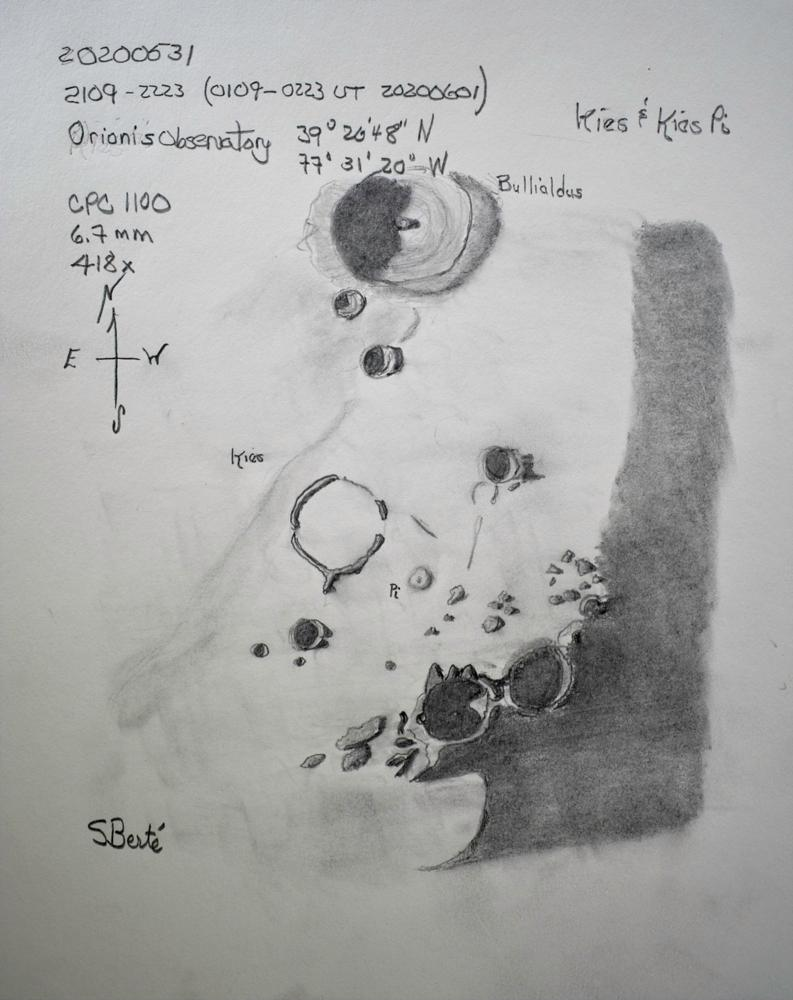 20200531
2109-2223 (0109-0223 UT 20200601)
Orionis Observatory 39° 26'48" N
77° 31' 20" W
Kies & Kies Pi
Bullialdus
CPC 1100
6.7 mm
418x
N
E W
S
Kies
Pi
S.Berté